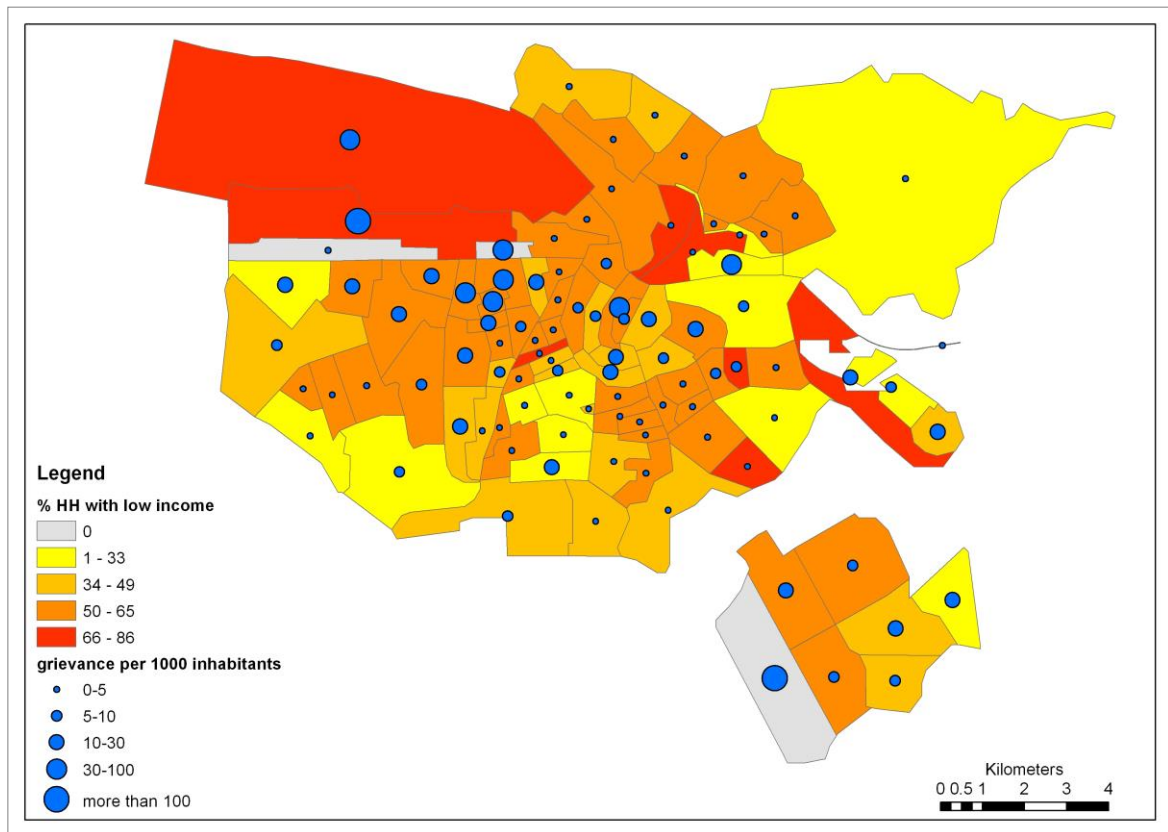 Legend
% HH with low income
0
1 - 33
34 - 49
50 - 65
66 - 86
grievance per 1000 inhabitants
0-5
5-10
10-30
30-100
more than 100
Kilometers
0 0.5 1 2 3 4